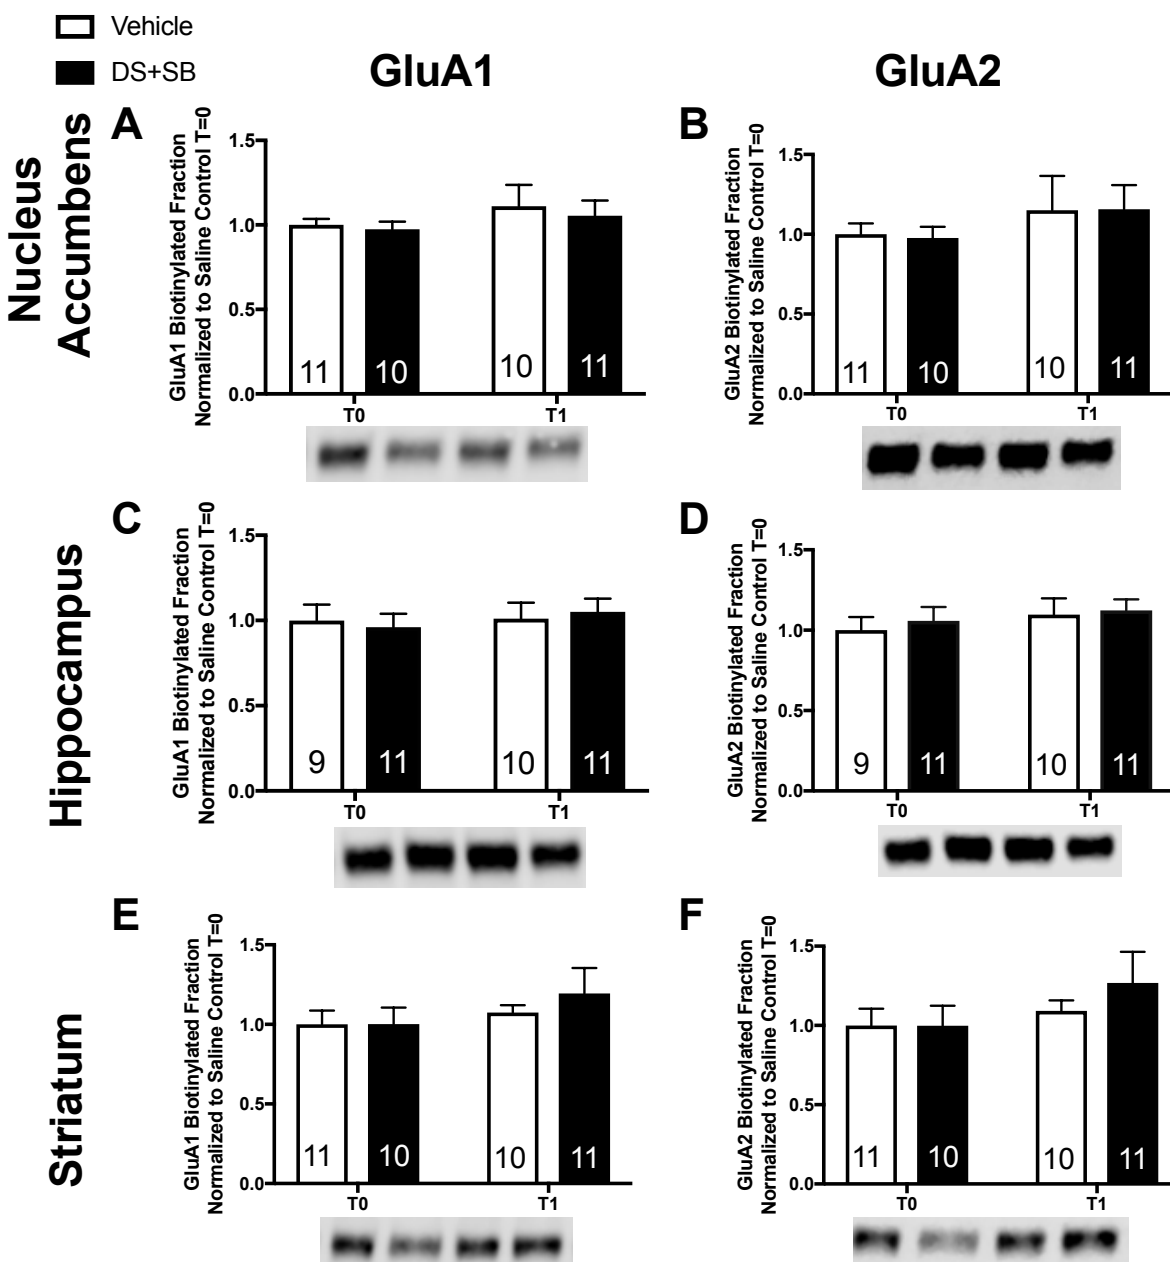 Vehicle
DS+SB
GluA1
GluA2
Nucleus
Accumbens
A
GluA1 Biotinylated Fraction
Normalized to Saline Control T=0
1.5
1.0
0.5
0.0
11
10
10
11
T0
T1
B
GluA2 Biotinylated Fraction
Normalized to Saline Control T=0
1.5
1.0
0.5
0.0
11
10
10
11
T0
T1
Hippocampus
C
GluA1 Biotinylated Fraction
Normalized to Saline Control T=0
1.5
1.0
0.5
0.0
9
11
10
11
T0
T1
D
GluA2 Biotinylated Fraction
Normalized to Saline Control T=0
1.5
1.0
0.5
0.0
9
11
10
11
T0
T1
Striatum
E
GluA1 Biotinylated Fraction
Normalized to Saline Control T=0
1.5
1.0
0.5
0.0
11
10
10
11
T0
T1
F
GluA2 Biotinylated Fraction
Normalized to Saline Control T=0
1.5
1.0
0.5
0.0
11
10
10
11
T0
T1